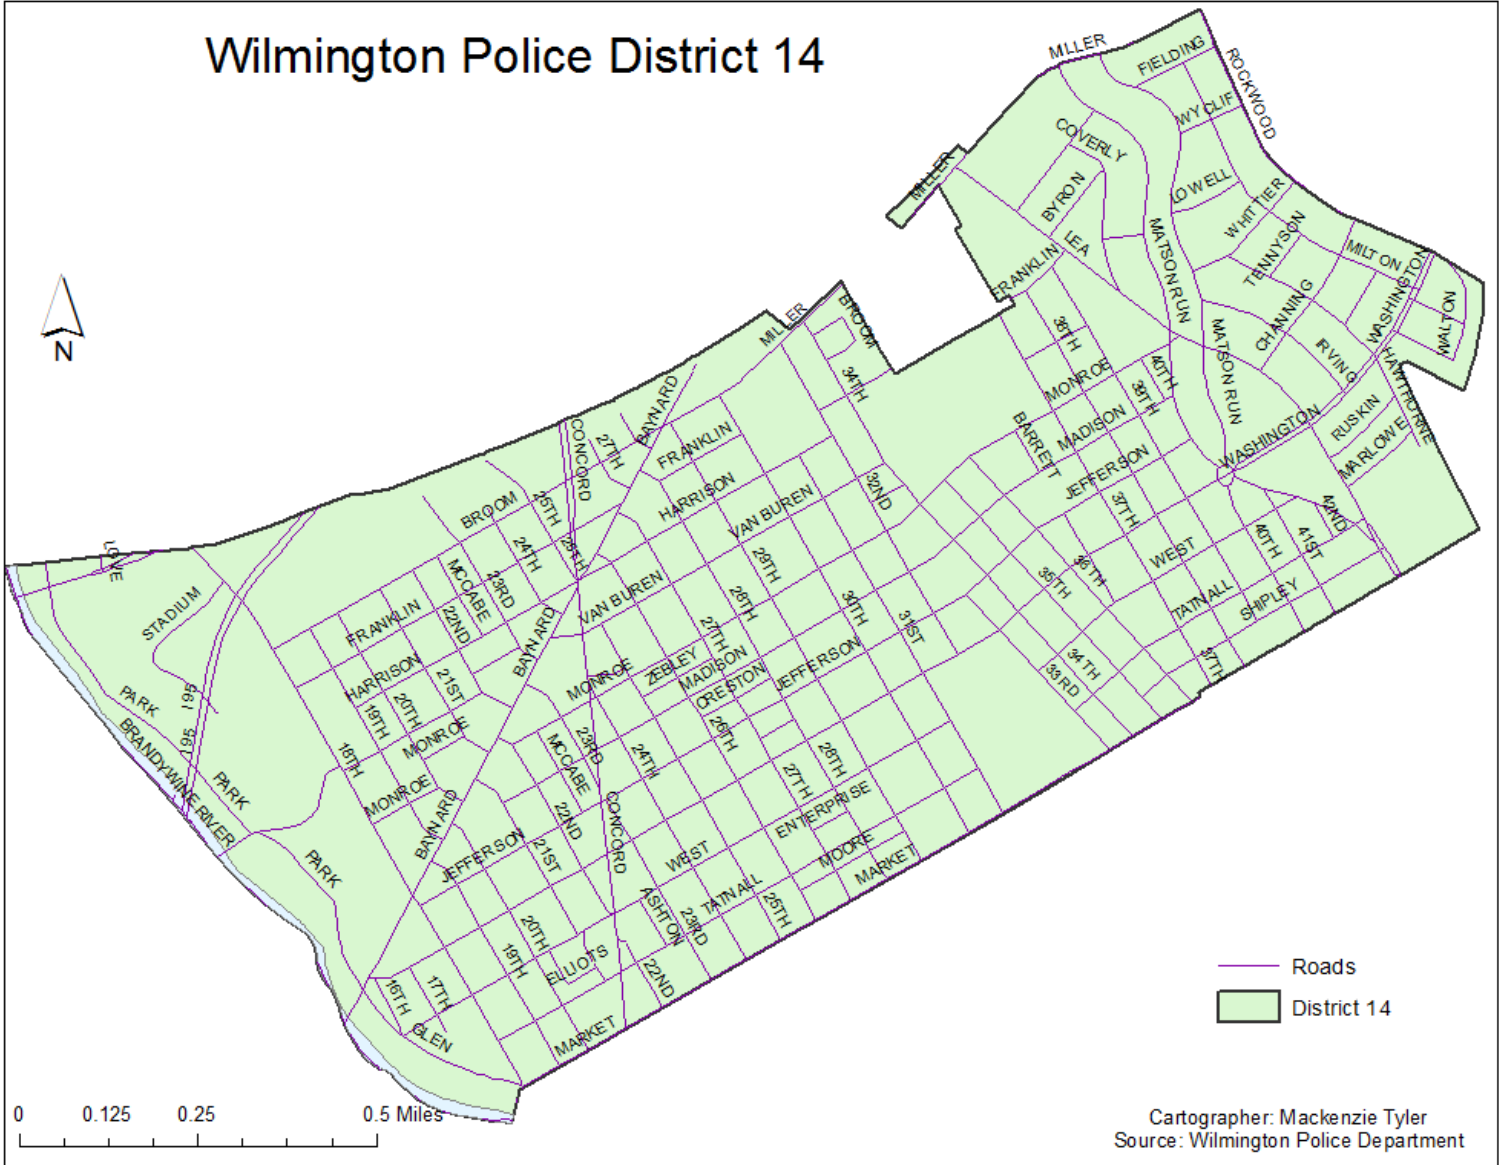 Wilmington Police District 14
MILLER
FIELDING
ROCKWOOD
WYCLIF
COVERLY
MILLER
BYRON
LOWELL
WHITTIER
TENNYSON
MILTON
WASHINGTON
WALTON
LEA
FRANKLIN
MATSON RUN
CHANNING
IRVING
HAWTHORNE
MATSON RUN
MILLER
BROOM
38TH
MONROE
40TH
39TH
34TH
BARRETT
MADISON
JEFFERSON
WASHINGTON
RUSKIN
MARLOWE
N
BAYNARD
CONCORD
27TH
FRANKLIN
HARRISON
VAN BUREN
32ND
37TH
42ND
41ST
40TH
WEST
36TH
35TH
TATNALL
SHIPLEY
37TH
34TH
33RD
BROOM
25TH
24TH
26TH
MCCABE
23RD
22ND
LOVE
STADIUM
FRANKLIN
HARRISON
21ST
20TH
19TH
18TH
BAYNARD
VAN BUREN
29TH
28TH
30TH
31ST
27TH
MONROE
ZEBLEY
MADISON
CRESTON
JEFFERSON
26TH
I95
I95
PARK
BRANDYWINE RIVER
PARK
PARK
MONROE
MONROE
BAYNARD
JEFFERSON
MCCABE
23RD
24TH
22ND
21ST
CONCORD
28TH
27TH
ENTERPRISE
MOORE
MARKET
WEST
TATNALL
25TH
ASHTON
23RD
22ND
20TH
19TH
ELLIOTS
16TH
17TH
GLEN
MARKET
Roads
District 14
0 0.125 0.25 0.5 Miles
Cartographer: Mackenzie Tyler
Source: Wilmington Police Department